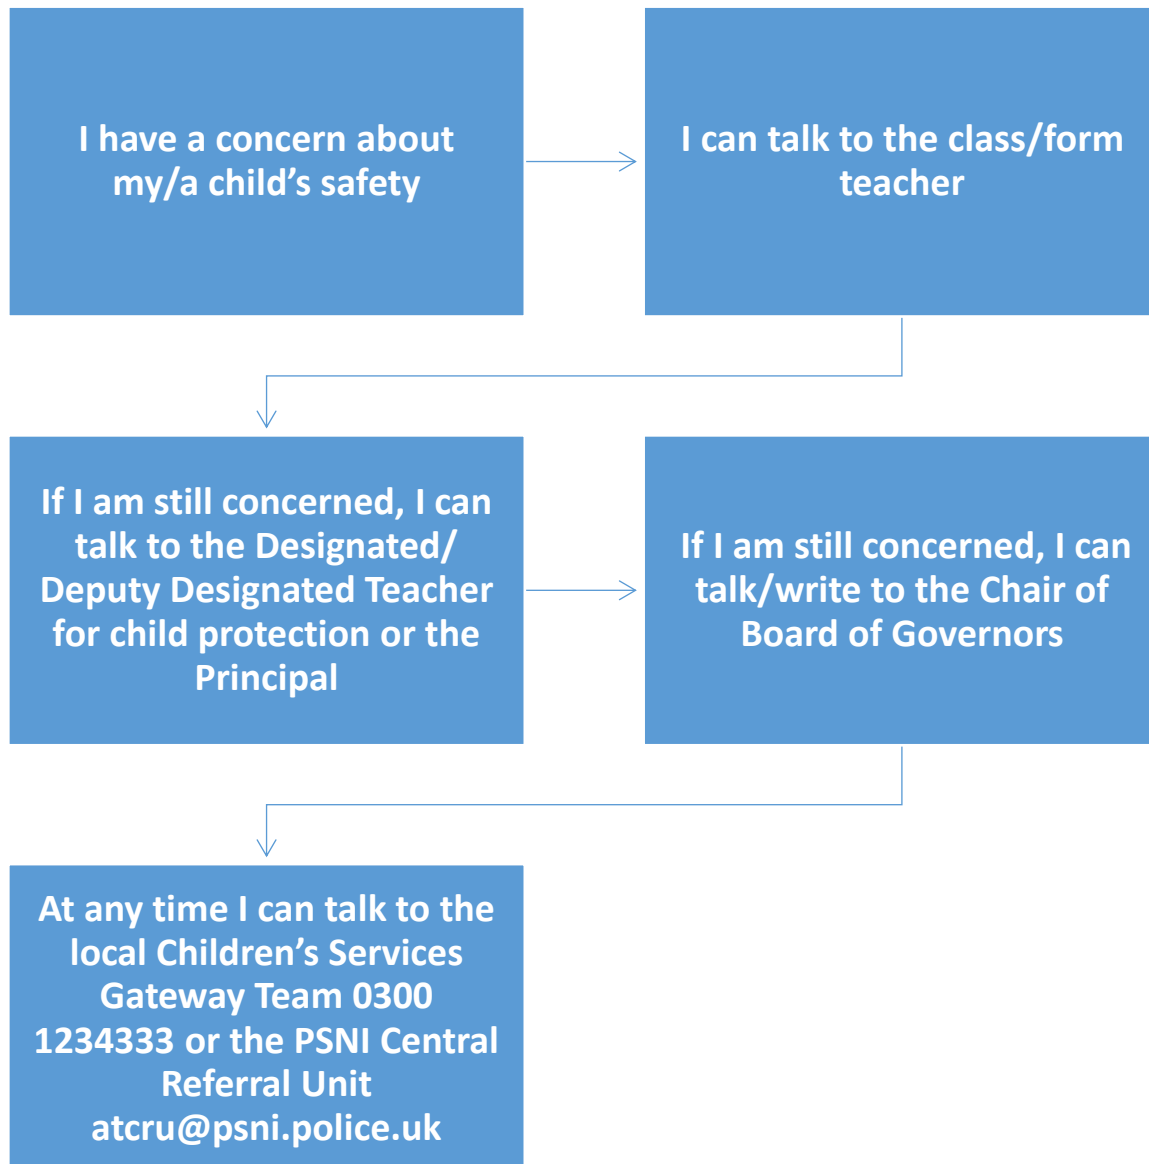 I have a concern about
my/a child’s safety
I can talk to the class/form
teacher
If I am still concerned, I can
talk to the Designated/
Deputy Designated Teacher
for child protection or the
Principal
If I am still concerned, I can
talk/write to the Chair of
Board of Governors
At any time I can talk to the
local Children’s Services
Gateway Team 0300
1234333 or the PSNI Central
Referral Unit
atcru@psni.police.uk